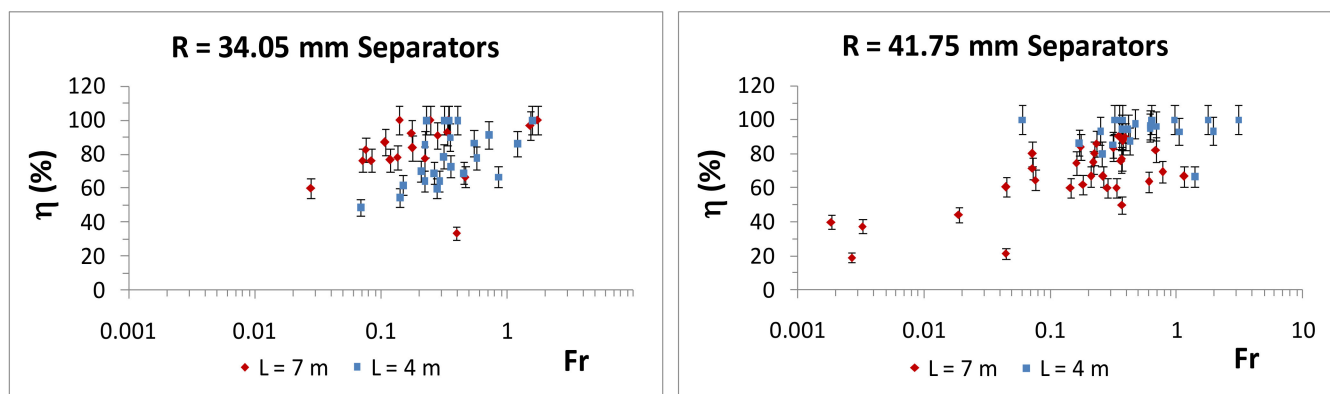 R = 34.05 mm Separators
120
100
80
60
40
20
0
η (%)
0.001 0.01 0.1 1
Fr
L = 7 m L = 4 m
R = 41.75 mm Separators
120
100
80
60
40
20
0
η (%)
0.001 0.01 0.1 1 10
Fr
L = 7 m L = 4 m